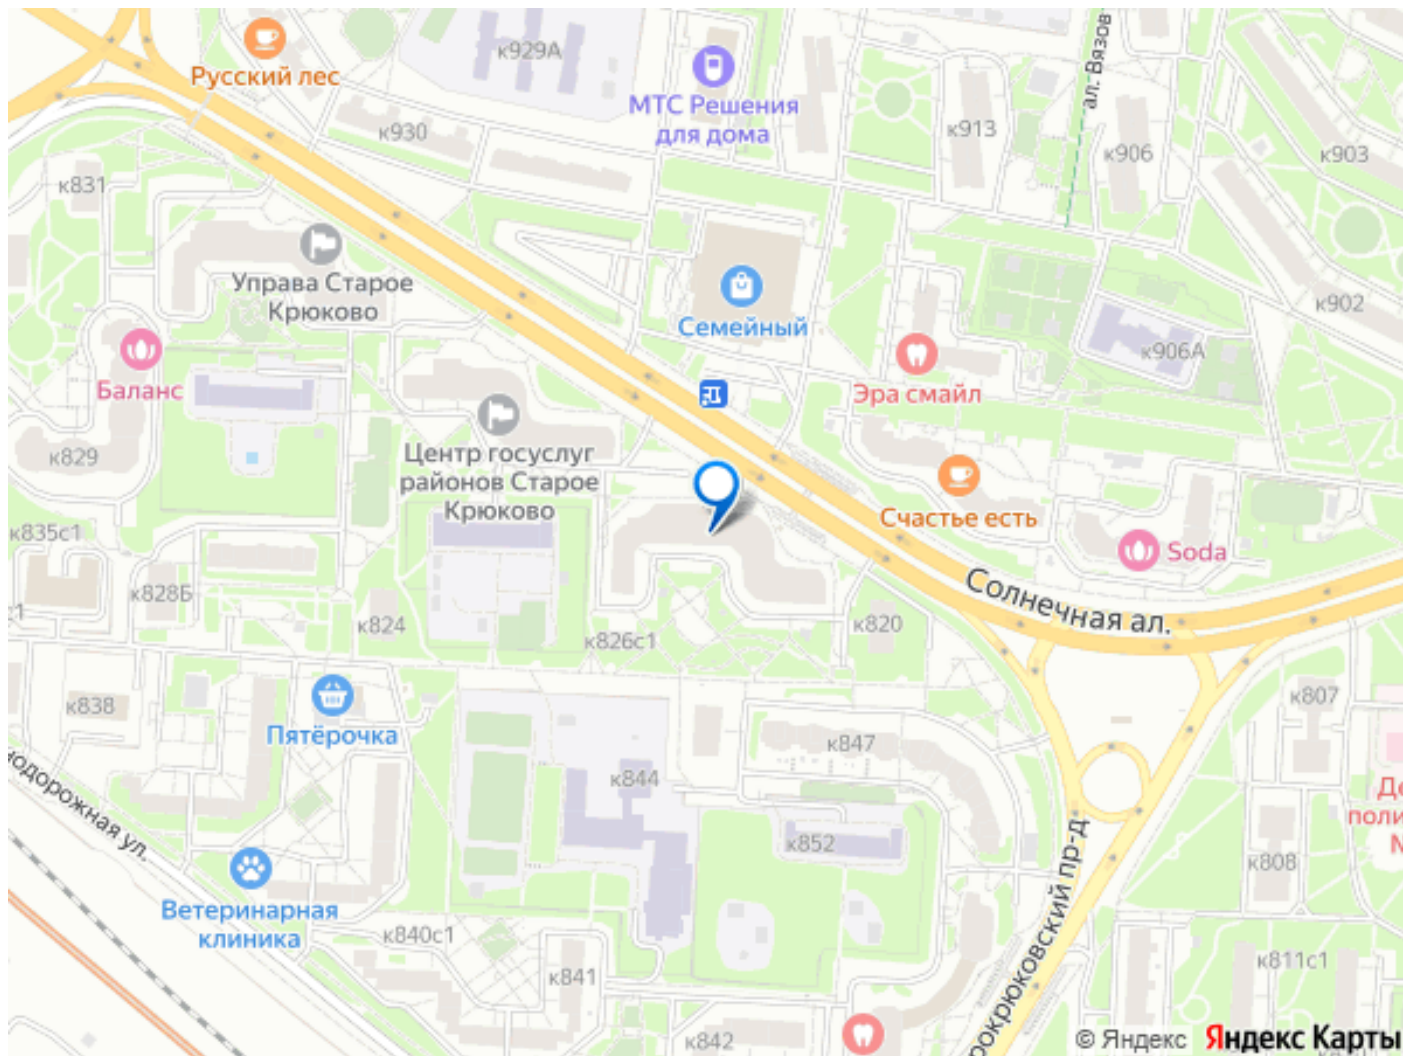 к929А
Русский лес
МТС Решения
для дома
ал. Вязов
к930
к913
к906
к903
к831
Управа Старое
Крюково
Семейный
к902
к906А
Баланс
Эра смайл
к829
Центр госуслуг
районов Старое
Крюково
Счастье есть
к835с1
Soda
к828Б
Солнечная ал.
к824
к826с1
к820
к838
к807
Пятёрочка
к847
к844
нодорожная ул.
к852
к808
Ветеринарная
клиника
рокрюковский пр-д
к840с1
к841
к811с1
к842
© Яндекс Яндекс Карты